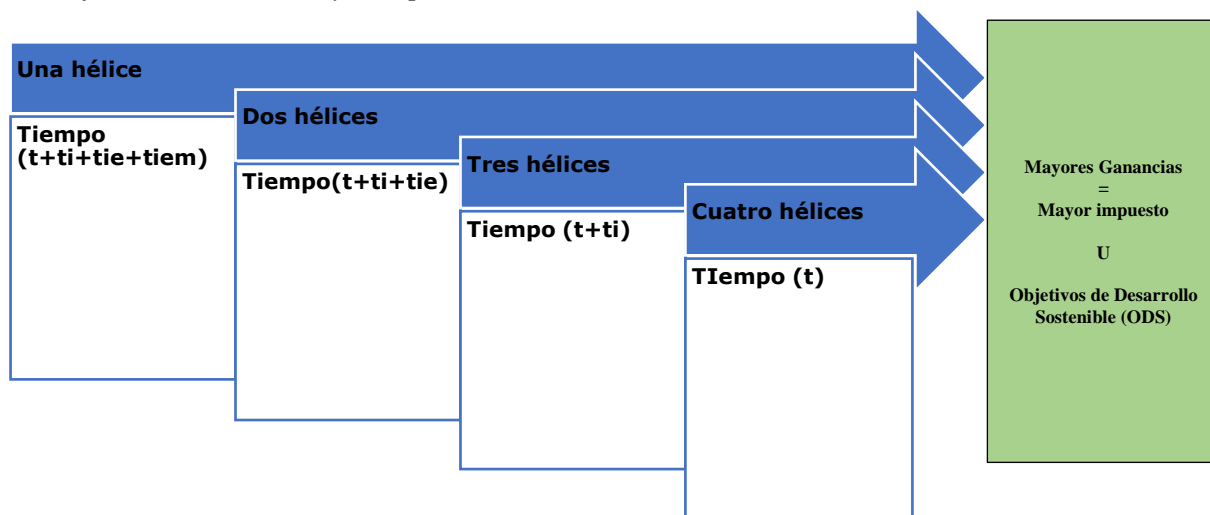 Una hélice
Tiempo
(t+ti+tie+tiem)
Dos hélices
Tiempo(t+ti+tie)
Tres hélices
Tiempo (t+ti)
Cuatro hélices
TIempo (t)
Mayores Ganancias
=
Mayor impuesto
U
Objetivos de Desarrollo
Sostenible (ODS)